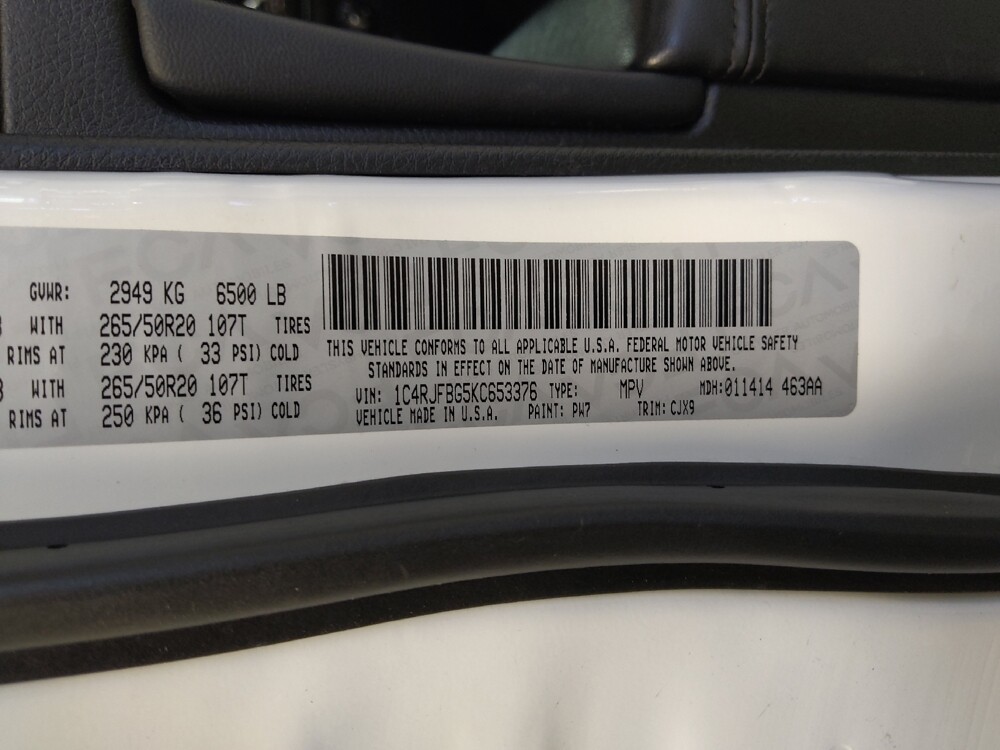 GVWR: 2949 KG 6500 LB
WITH 265/50R20 107T TIRES
RIMS AT 230 KPA ( 33 PSI) COLD
WITH 265/50R20 107T TIRES
RIMS AT 250 KPA ( 36 PSI) COLD
THIS VEHICLE CONFORMS TO ALL APPLICABLE U.S.A. FEDERAL MOTOR VEHICLE SAFETY
STANDARDS IN EFFECT ON THE DATE OF MANUFACTURE SHOWN ABOVE.
VIN: 1C4RJFBG5KC653376 TYPE: MPV MDH:011414 463AA
VEHICLE MADE IN U.S.A. PAINT: PW7 TRIM: CJX9